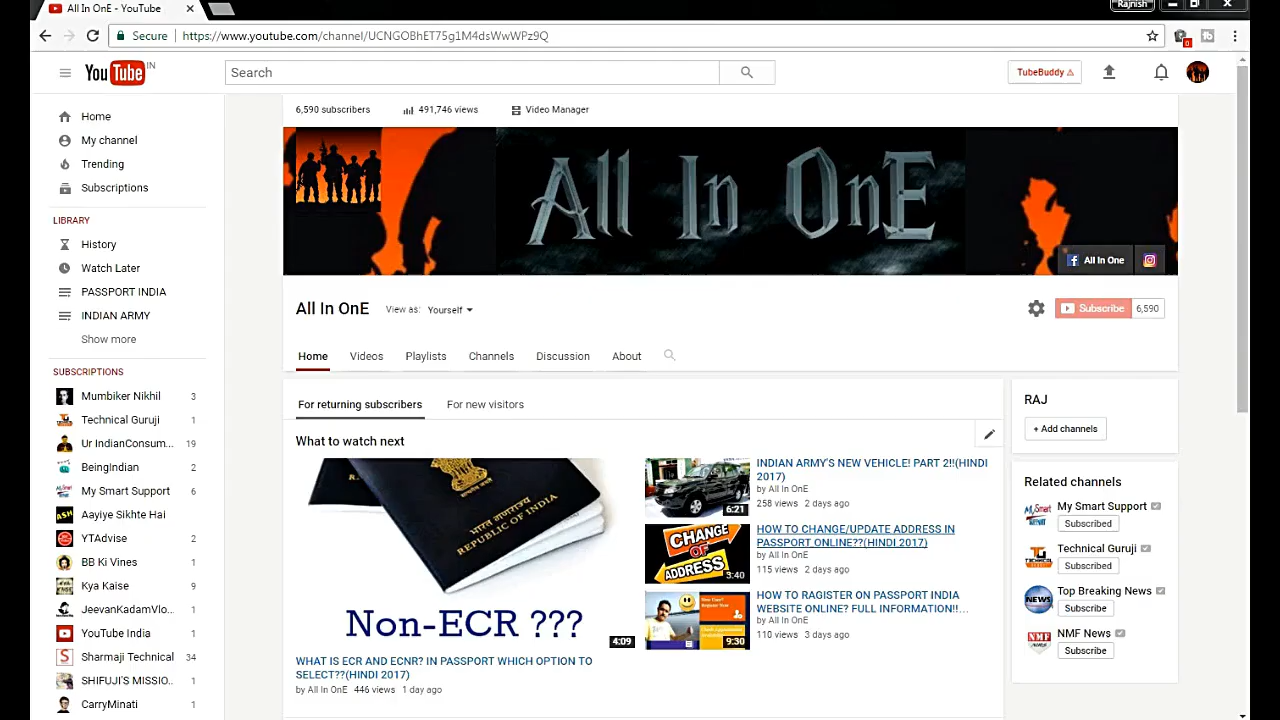 All In OnE - YouTube
Rajnish
Secure
https://www.youtube.com/channel/UCNGOBhET75g1M4dsWwWPz9Q
YouTube IN
Search
TubeBuddy
Home
My channel
Trending
Subscriptions
LIBRARY
History
Watch Later
PASSPORT INDIA
INDIAN ARMY
Show more
SUBSCRIPTIONS
Mumbiker Nikhil 3
Technical Guruji 1
Ur IndianConsum... 19
BeingIndian 2
My Smart Support 6
Aayiye Sikhte Hai
YTAdvise 2
BB Ki Vines 1
Kya Kaise 9
JeevanKadamVlo... 1
YouTube India 1
Sharmaji Technical 34
SHIFUJI'S MISSIO... 1
CarryMinati 1
6,590 subscribers
491,746 views
Video Manager
All In OnE
All In One
All In OnE
View as: Yourself
Subscribe 6,590
Home
Videos
Playlists
Channels
Discussion
About
For returning subscribers
For new visitors
What to watch next
भारत गणराज्य
REPUBLIC OF INDIA
Non-ECR ???
4:09
WHAT IS ECR AND ECNR? IN PASSPORT WHICH OPTION TO
SELECT??(HINDI 2017)
by All In OnE 446 views 1 day ago
6:21
INDIAN ARMY'S NEW VEHICLE! PART 2!!(HINDI
2017)
by All In OnE
258 views 2 days ago
CHANGE
OF
ADDRESS
3:40
HOW TO CHANGE/UPDATE ADDRESS IN
PASSPORT ONLINE??(HINDI 2017)
by All In OnE
115 views 2 days ago
9:30
HOW TO RAGISTER ON PASSPORT INDIA
WEBSITE ONLINE? FULL INFORMATION!!...
by All In OnE
110 views 3 days ago
RAJ
+ Add channels
Related channels
My Smart Support
Subscribed
Technical Guruji
Subscribed
Top Breaking News
Subscribe
NMF News
Subscribe